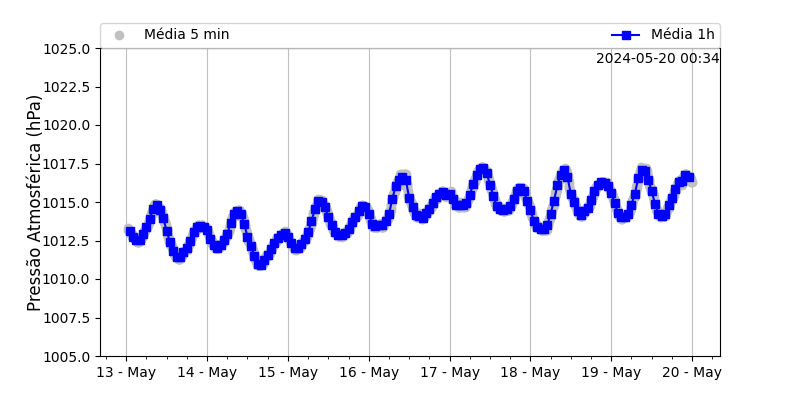 Média 5 min
Média 1h
2024-05-20 00:34
Pressão Atmosférica (hPa)
1025.0
1022.5
1020.0
1017.5
1015.0
1012.5
1010.0
1007.5
1005.0
13 - May 14 - May 15 - May 16 - May 17 - May 18 - May 19 - May 20 - May